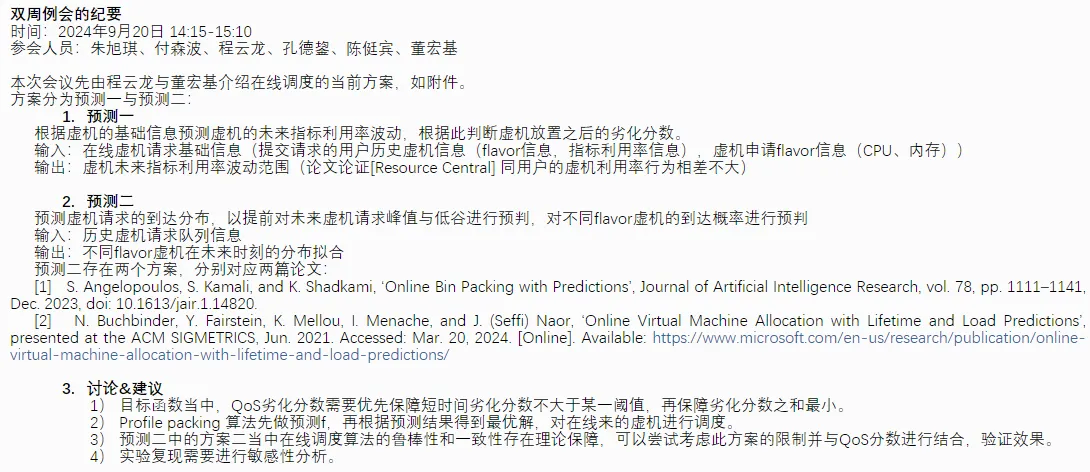 双周例会的纪要
时间：2024年9月20日 14:15-15:10
参会人员：朱旭琪、付森波、程云龙、孔德鋆、陈侹宾、董宏基
本次会议先由程云龙与董宏基介绍在线调度的当前方案，如附件。
方案分为预测一与预测二：
1. 预测一
根据虚机的基础信息预测虚机的未来指标利用率波动，根据此判断虚机放置之后的劣化分数。
输入：在线虚机请求基础信息（提交请求的用户历史虚机信息（flavor信息，指标利用率信息），虚机申请flavor信息（CPU、内存））
输出：虚机未来指标利用率波动范围（论文论证[Resource Central] 同用户的虚机利用率行为相差不大）
2. 预测二
预测虚机请求的到达分布，以提前对未来虚机请求峰值与低谷进行预判，对不同flavor虚机的到达概率进行预判
输入：历史虚机请求队列信息
输出：不同flavor虚机在未来时刻的分布拟合
预测二存在两个方案，分别对应两篇论文：
[1] S. Angelopoulos, S. Kamali, and K. Shadkami, ‘Online Bin Packing with Predictions’, Journal of Artificial Intelligence Research, vol. 78, pp. 1111–1141,
Dec. 2023, doi: 10.1613/jair.1.14820.
[2] N. Buchbinder, Y. Fairstein, K. Mellou, I. Menache, and J. (Seffi) Naor, ‘Online Virtual Machine Allocation with Lifetime and Load Predictions’,
presented at the ACM SIGMETRICS, Jun. 2021. Accessed: Mar. 20, 2024. [Online]. Available: https://www.microsoft.com/en-us/research/publication/online-
virtual-machine-allocation-with-lifetime-and-load-predictions/
3. 讨论&建议
1） 目标函数当中，QoS劣化分数需要优先保障短时间劣化分数不大于某一阈值，再保障劣化分数之和最小。
2） Profile packing 算法先做预测f，再根据预测结果得到最优解，对在线来的虚机进行调度。
3） 预测二中的方案二当中在线调度算法的鲁棒性和一致性存在理论保障，可以尝试考虑此方案的限制并与QoS分数进行结合，验证效果。
4） 实验复现需要进行敏感性分析。